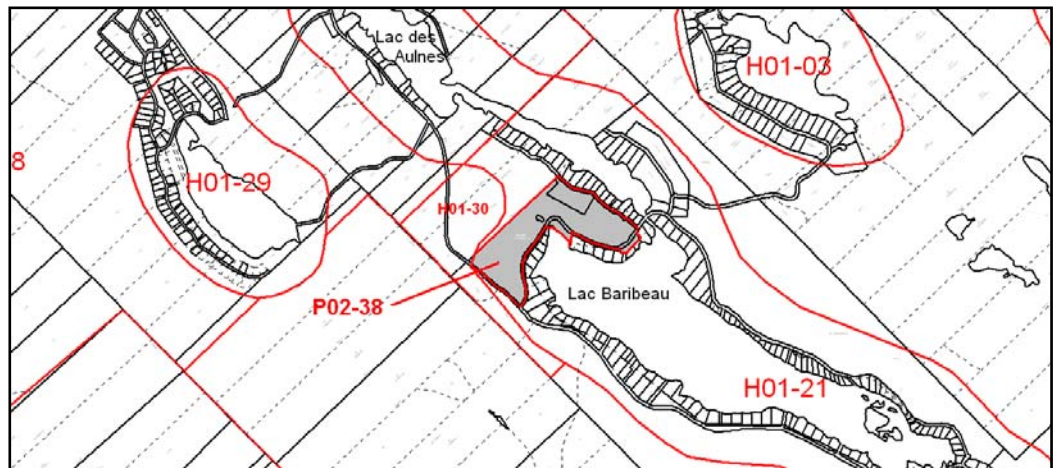 Lac des
Aulnes
H01-03
8
H01-29
H01-30
P02-38
Lac Baribeau
H01-21